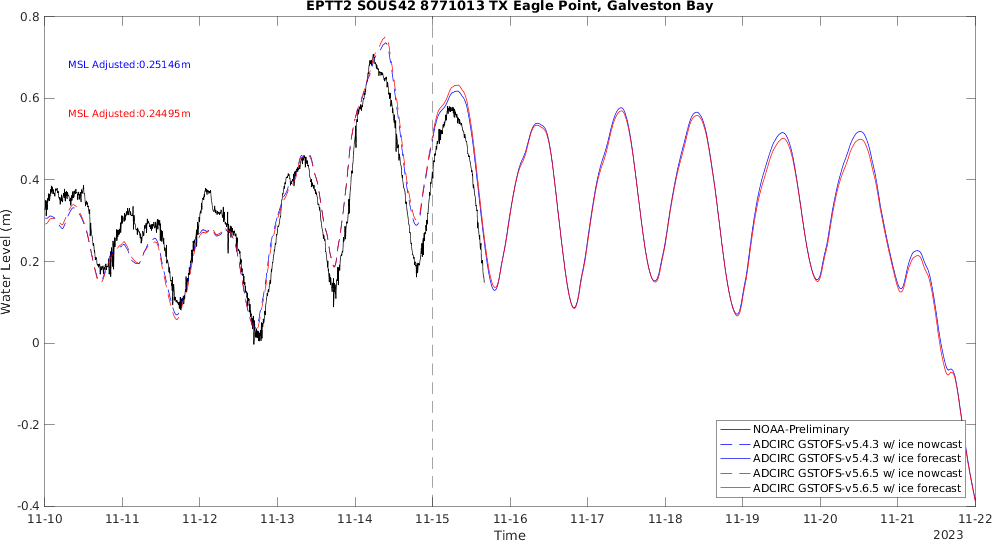 EPTT2 SOUS42 8771013 TX Eagle Point, Galveston Bay
0.8
0.6
0.4
0.2
0
-0.2
-0.4
Water Level (m)
MSL Adjusted:0.25146m
MSL Adjusted:0.24495m
NOAA-Preliminary
ADCIRC GSTOFS-v5.4.3 w/ ice nowcast
ADCIRC GSTOFS-v5.4.3 w/ ice forecast
ADCIRC GSTOFS-v5.6.5 w/ ice nowcast
ADCIRC GSTOFS-v5.6.5 w/ ice forecast
11-10 11-11 11-12 11-13 11-14 11-15 11-16 11-17 11-18 11-19 11-20 11-21 11-22
Time
2023